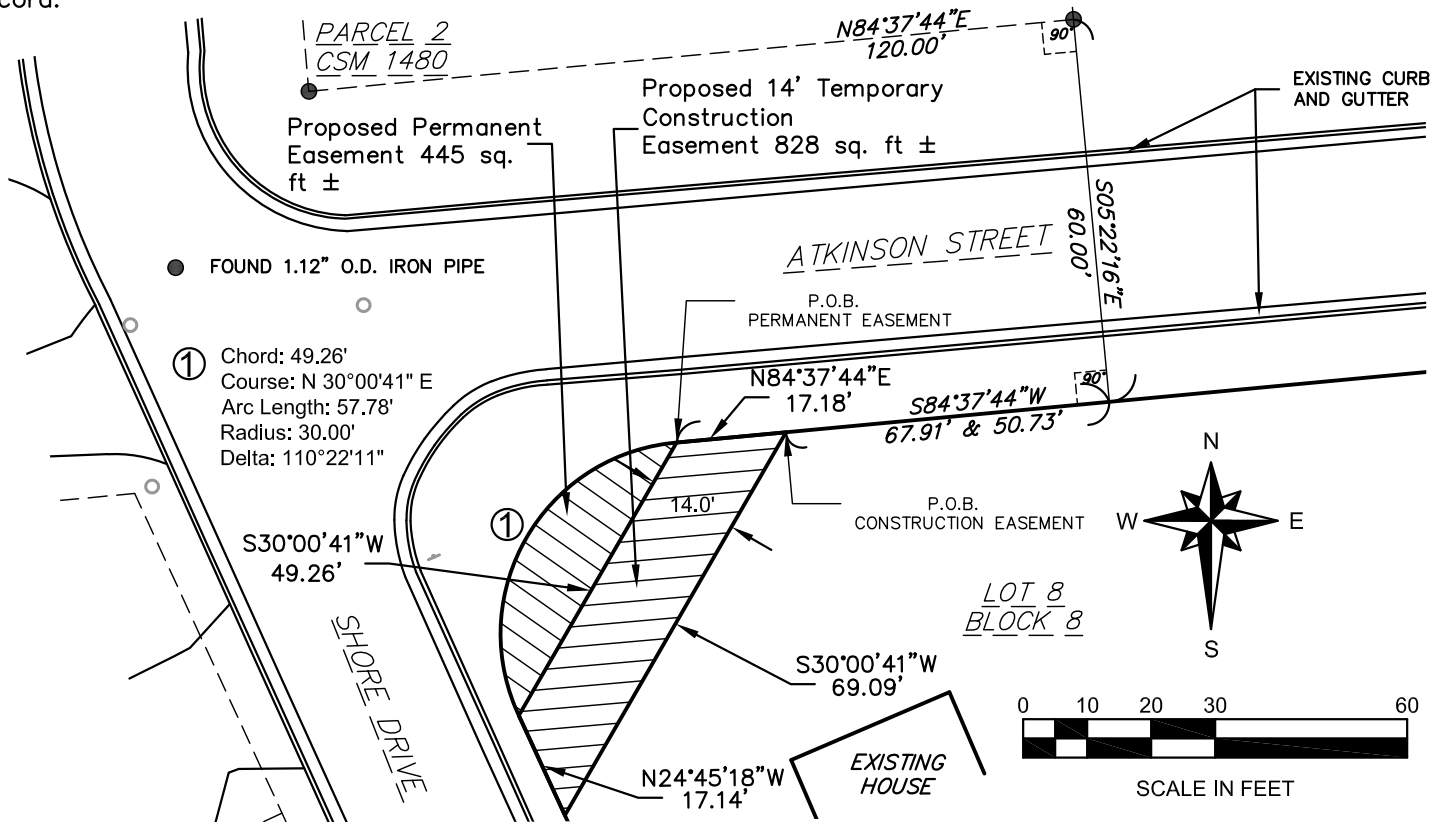 cord.
PARCEL 2
CSM 1480
N84°37'44"E
120.00'
90°
Proposed Permanent
Easement 445 sq.
ft ±
Proposed 14' Temporary
Construction
Easement 828 sq. ft ±
EXISTING CURB
AND GUTTER
S05°22'16"E
60.00'
ATKINSON STREET
FOUND 1.12" O.D. IRON PIPE
P.O.B.
PERMANENT EASEMENT
1
Chord: 49.26'
Course: N 30°00'41" E
Arc Length: 57.78'
Radius: 30.00'
Delta: 110°22'11"
N84°37'44"E
17.18'
S84°37'44"W
67.91' & 50.73'
90°
14.0'
P.O.B.
CONSTRUCTION EASEMENT
1
S30°00'41"W
49.26'
N
W
E
S
LOT 8
BLOCK 8
SHORE DRIVE
S30°00'41"W
69.09'
0 10 20 30 60
SCALE IN FEET
N24°45'18"W
17.14'
EXISTING
HOUSE